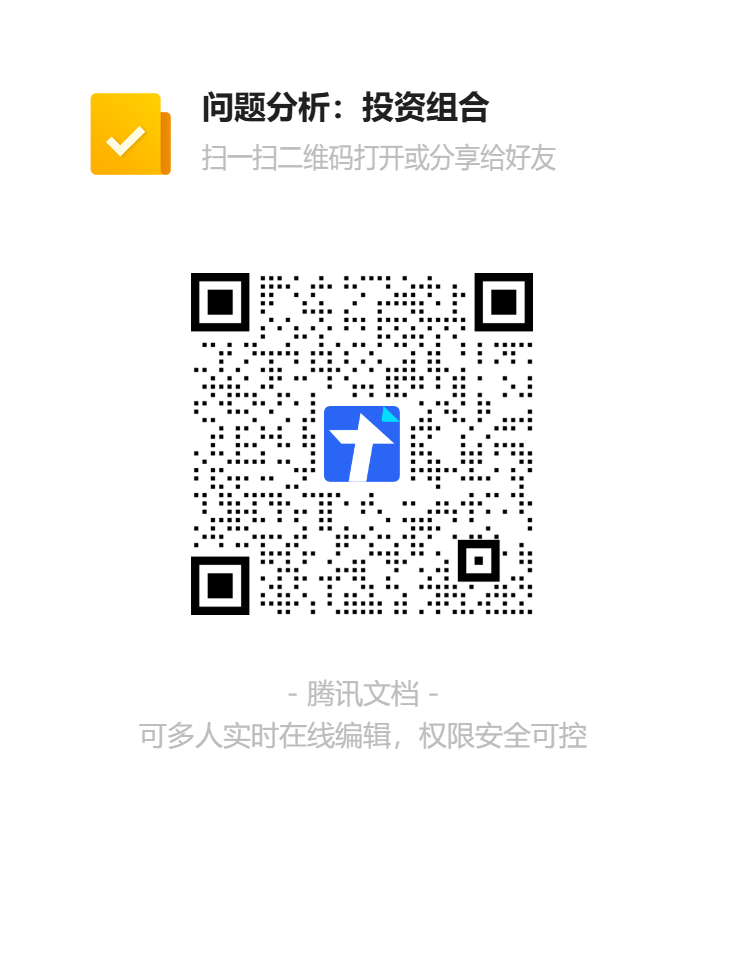 问题分析：投资组合
扫一扫二维码打开或分享给好友
- 腾讯文档 -
可多人实时在线编辑，权限安全可控